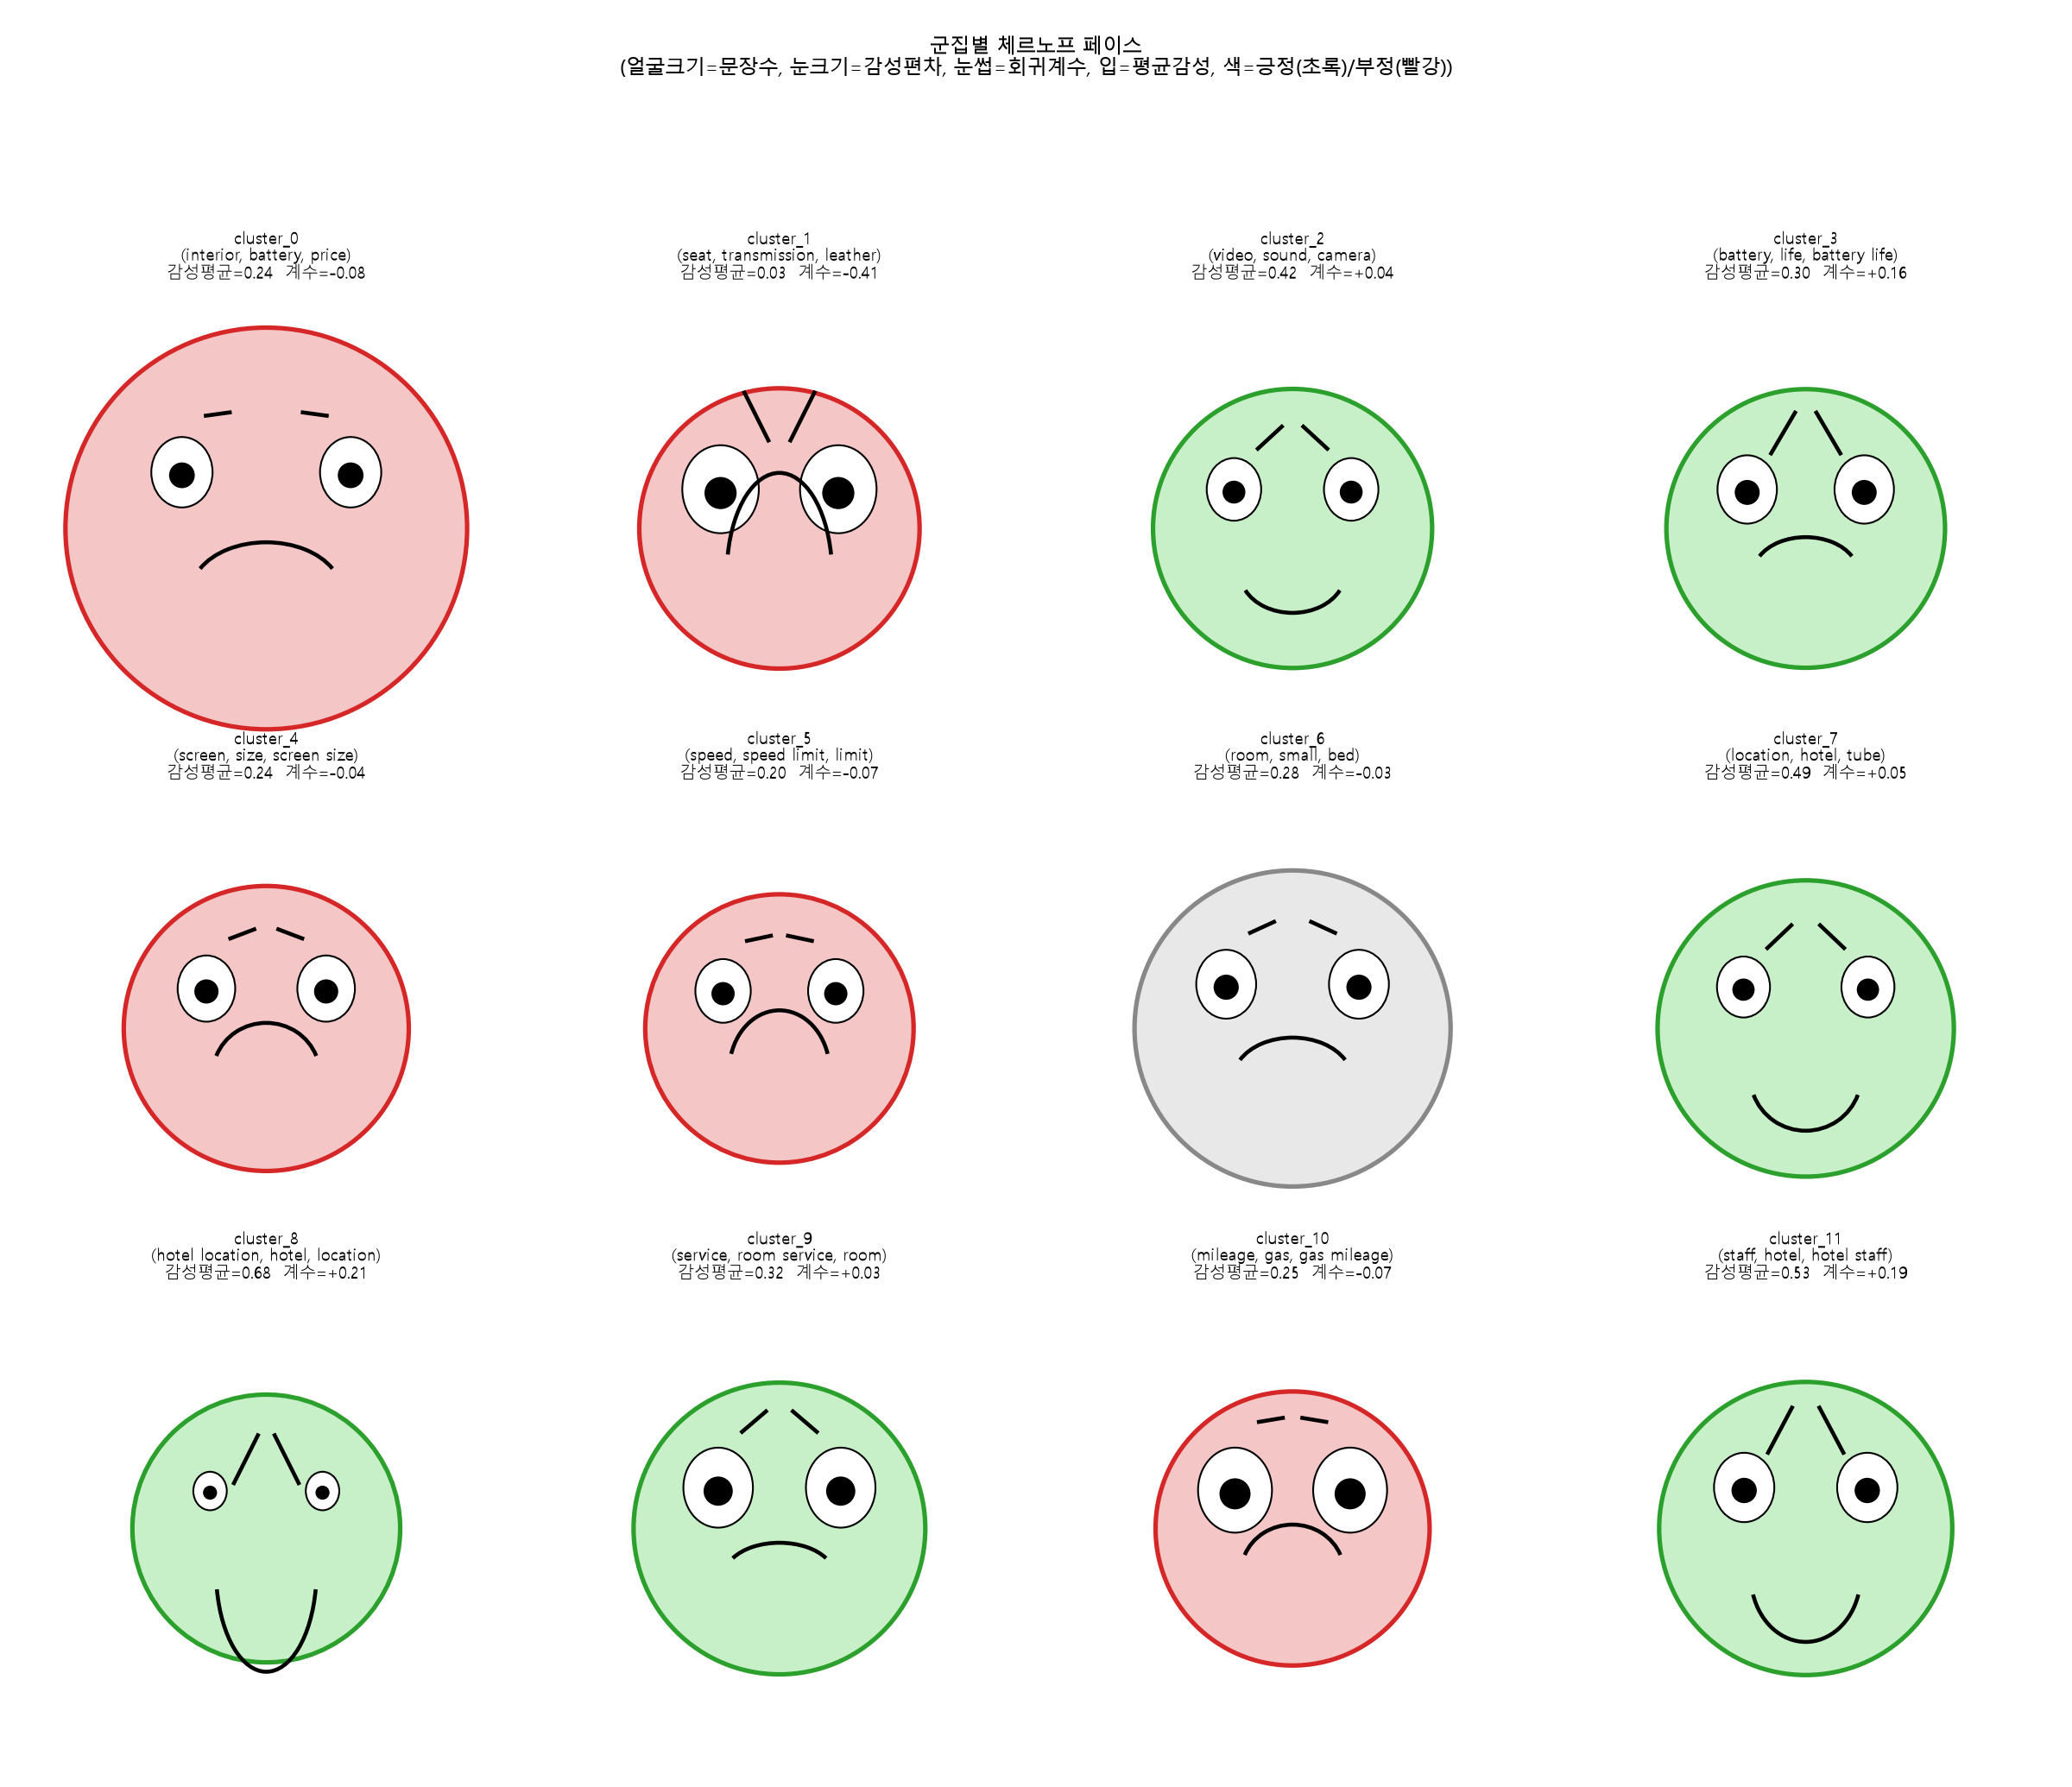 군집별 체르노프 페이스
(얼굴크기=문장수, 눈크기=감성편차, 눈썹=회귀계수, 입=평균감성, 색=긍정(초록)/부정(빨강))
cluster_0
(interior, battery, price)
감성평균=0.24 계수=-0.08
cluster_1
(seat, transmission, leather)
감성평균=0.03 계수=-0.41
cluster_2
(video, sound, camera)
감성평균=0.42 계수=+0.04
cluster_3
(battery, life, battery life)
감성평균=0.30 계수=+0.16
cluster_4
(screen, size, screen size)
감성평균=0.24 계수=-0.04
cluster_5
(speed, speed limit, limit)
감성평균=0.20 계수=-0.07
cluster_6
(room, small, bed)
감성평균=0.28 계수=-0.03
cluster_7
(location, hotel, tube)
감성평균=0.49 계수=+0.05
cluster_8
(hotel location, hotel, location)
감성평균=0.68 계수=+0.21
cluster_9
(service, room service, room)
감성평균=0.32 계수=+0.03
cluster_10
(mileage, gas, gas mileage)
감성평균=0.25 계수=-0.07
cluster_11
(staff, hotel, hotel staff)
감성평균=0.53 계수=+0.19